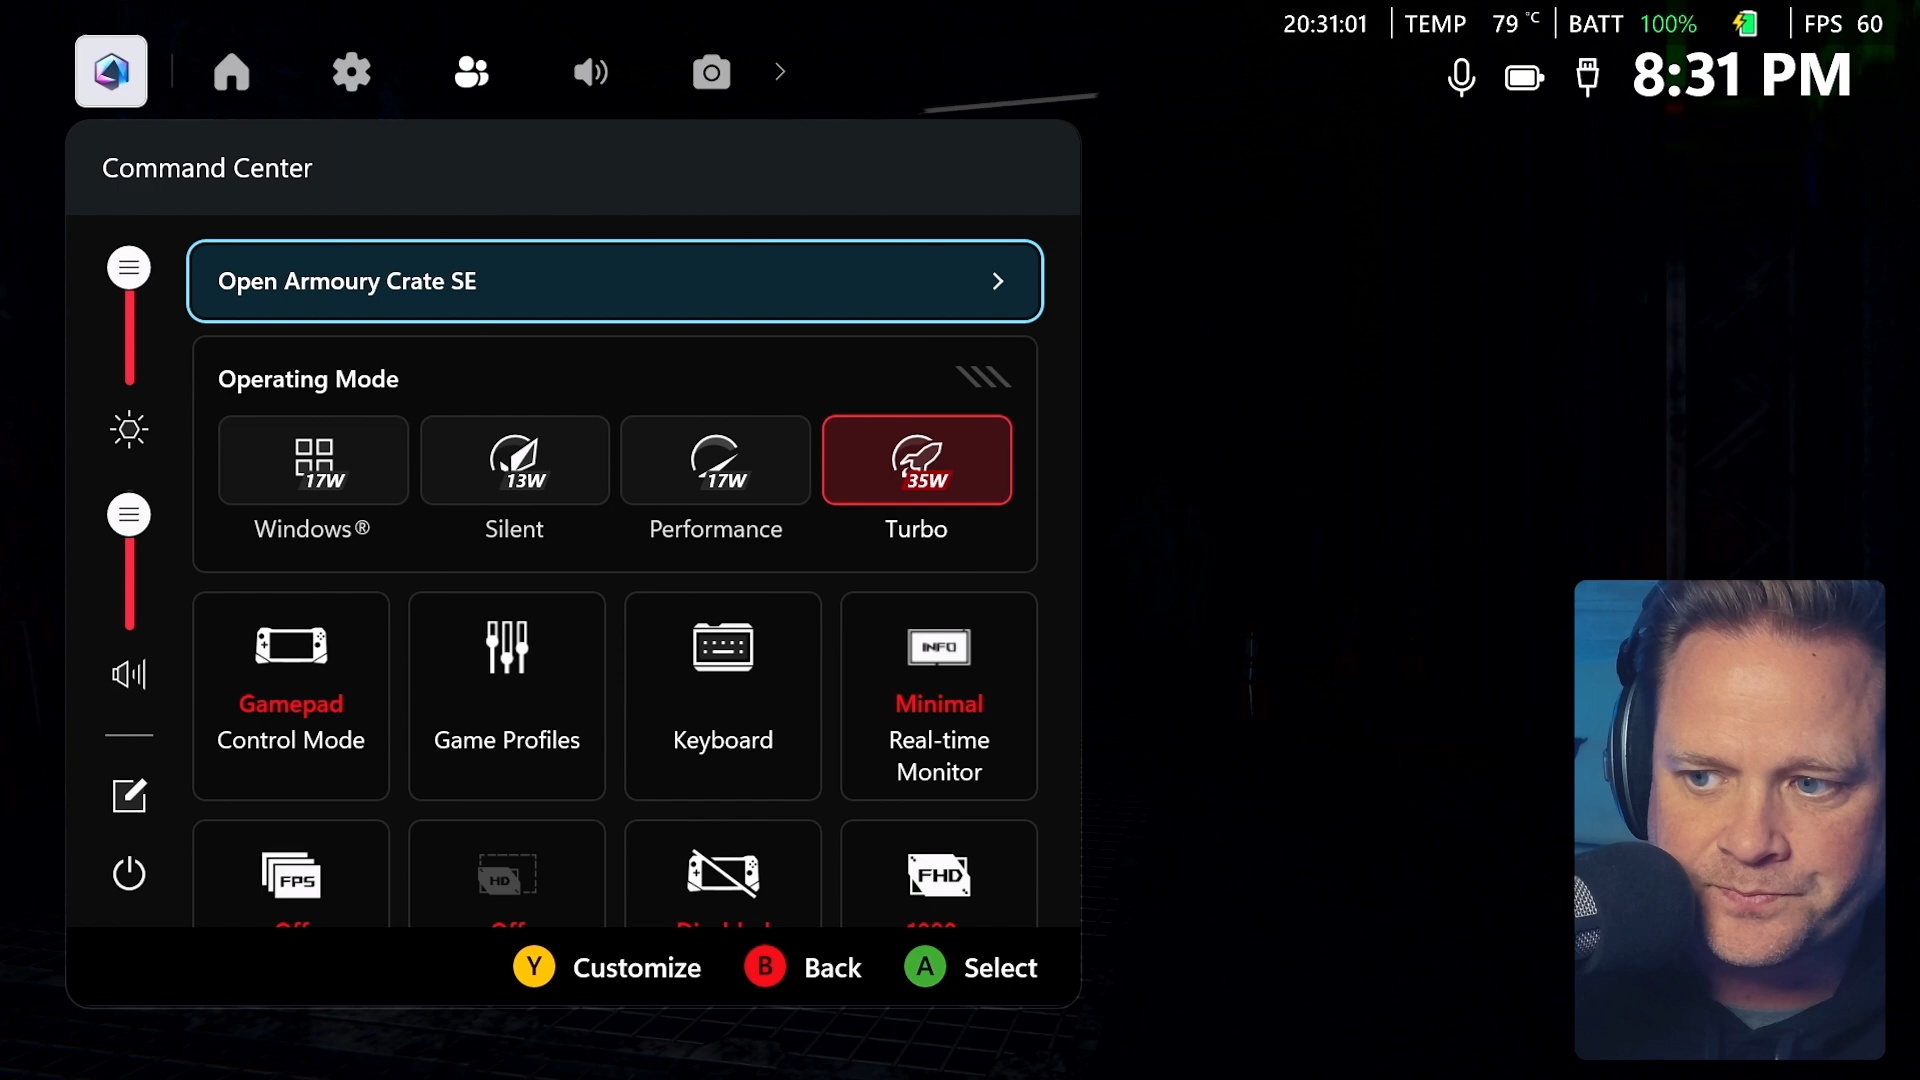 20:31:01 TEMP 79 °C BATT 100% FPS 60
8:31 PM
Command Center
Open Armoury Crate SE
Operating Mode
17W 13W 17W 35W
Windows® Silent Performance Turbo
INFO
Gamepad Minimal
Control Mode Game Profiles Keyboard Real-time
Monitor
FPS HD FHD
Y Customize B Back A Select